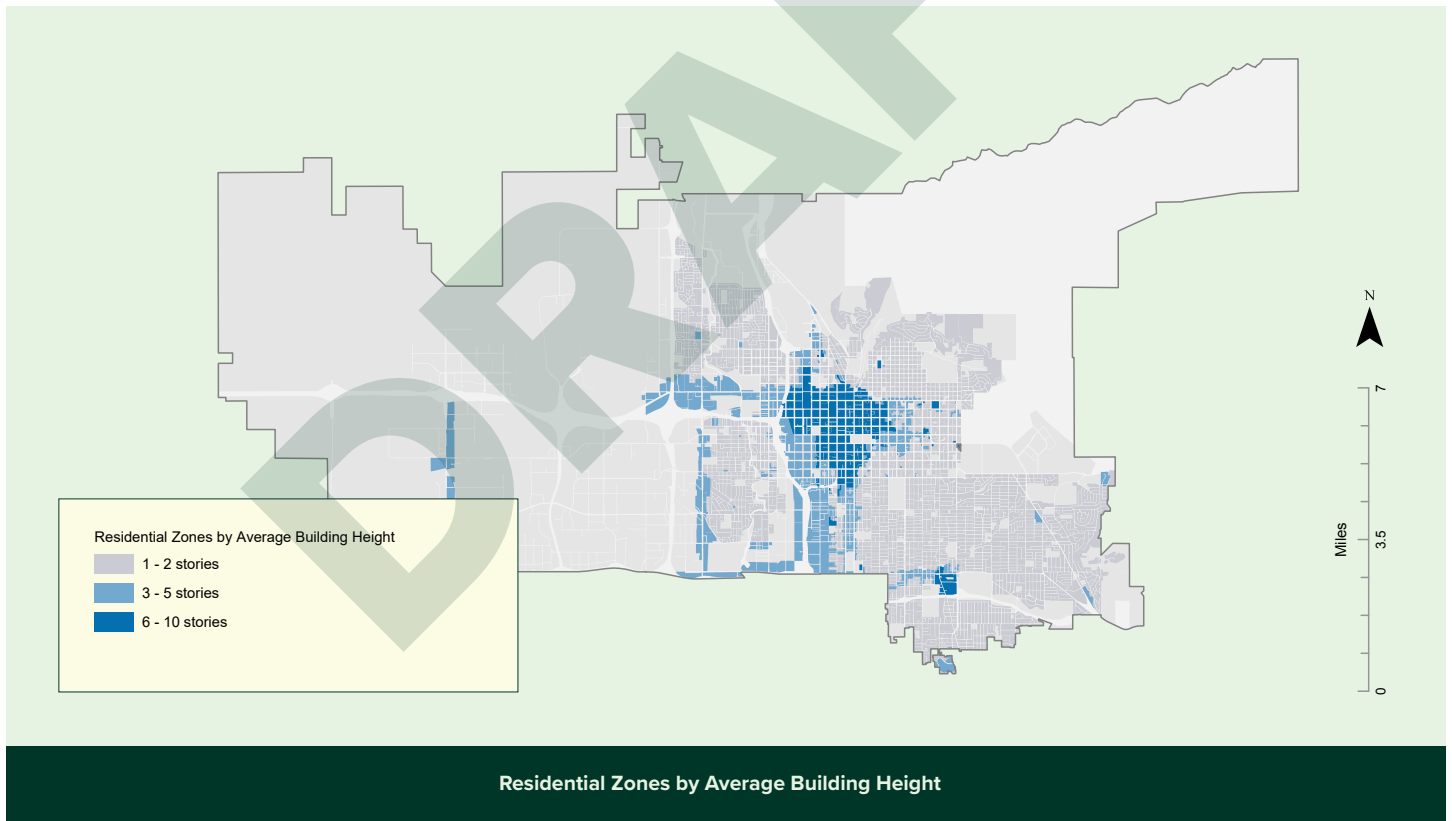 DRAF
N
7
3.5
0
Miles
Residential Zones by Average Building Height
1 - 2 stories
3 - 5 stories
6 - 10 stories
Residential Zones by Average Building Height